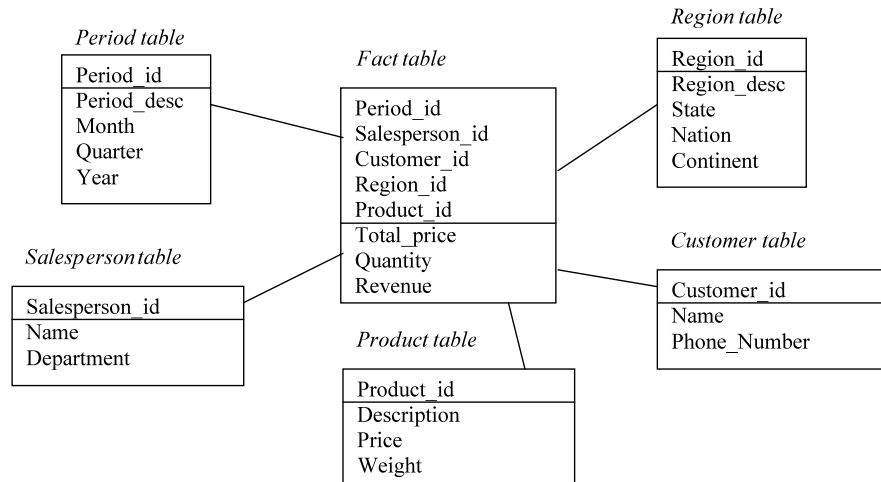 Period table
Period_id
Period_desc
Month
Quarter
Year
Fact table
Period_id
Salesperson_id
Customer_id
Region_id
Product_id
Total_price
Quantity
Revenue
Region table
Region_id
Region_desc
State
Nation
Continent
Salesperson table
Salesperson_id
Name
Department
Product table
Product_id
Description
Price
Weight
Customer table
Customer_id
Name
Phone_Number